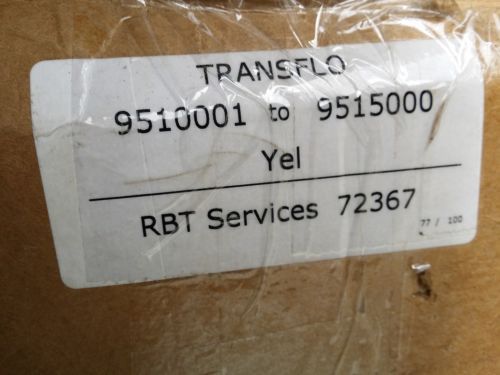 TRANSFLO
9510001 to 9515000
Yel
RBT Services 72367
77 / 100